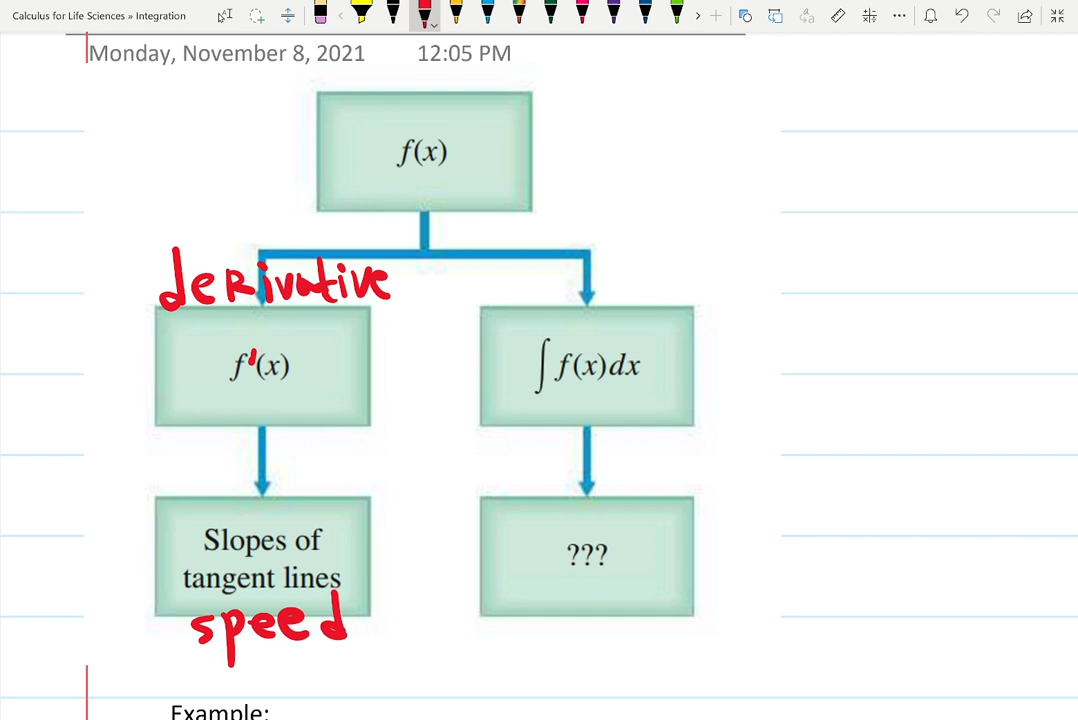 Calculus for Life Sciences » Integration
Monday, November 8, 2021 12:05 PM
f(x)
derivative
f'(x)
∫ f(x)dx
Slopes of
tangent lines
???
speed
Example: